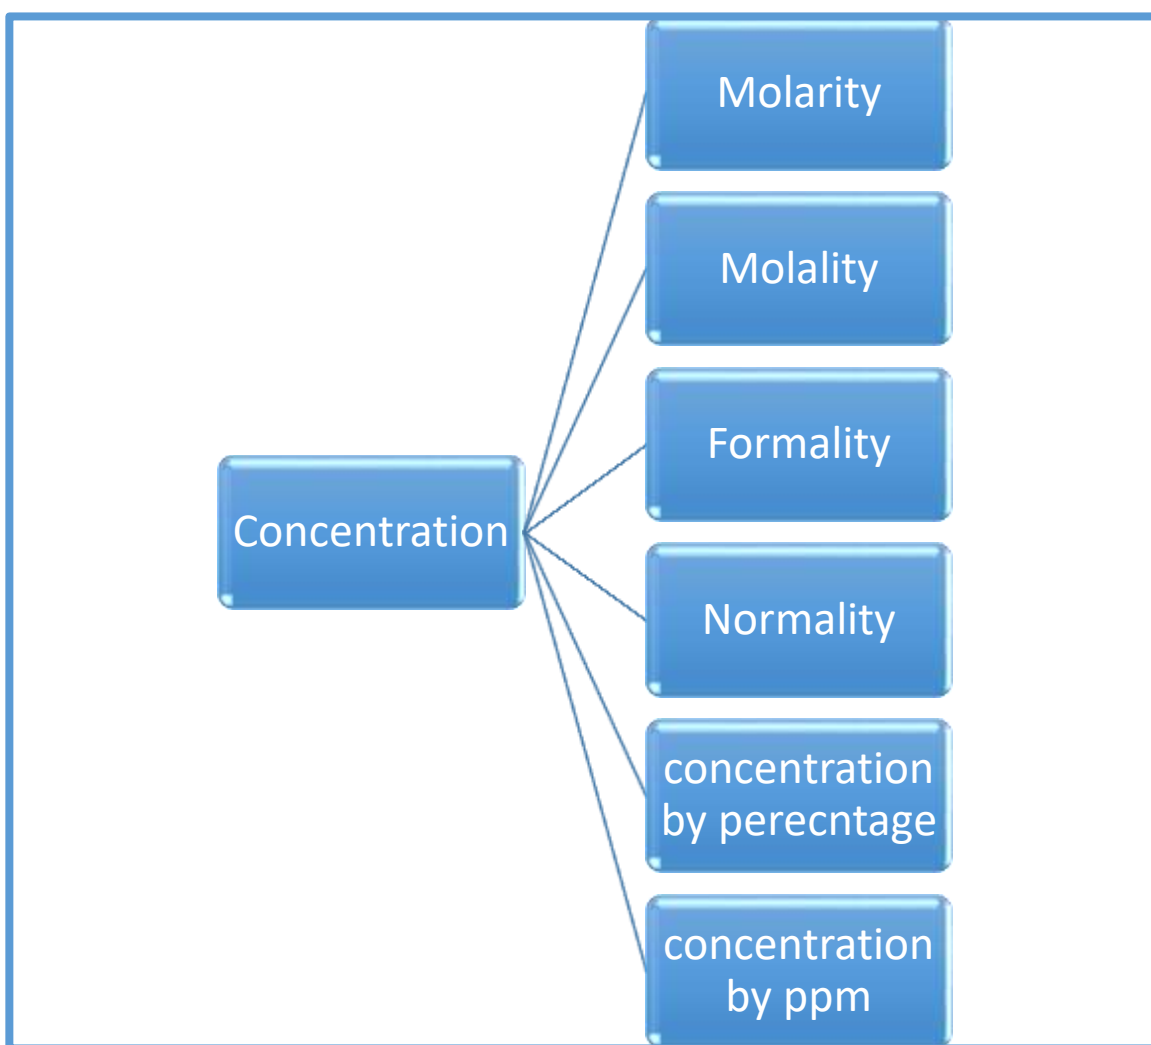 Molarity
Molality
Formality
Concentration
Normality
concentration
by perecntage
concentration
by ppm